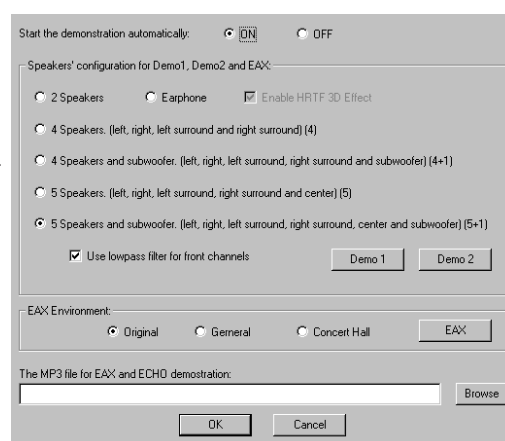 Start the demonstration automatically: ON OFF
Speakers' configuration for Demo1, Demo2 and EAX:
2 Speakers Earphone Enable HRTF 3D Effect
4 Speakers. (left, right, left surround and right surround) (4)
4 Speakers and subwoofer. (left, right, left surround, right surround and subwoofer) (4+1)
5 Speakers. (left, right, left surround, right surround and center) (5)
5 Speakers and subwoofer. (left, right, left surround, right surround, center and subwoofer) (5+1)
Use lowpass filter for front channels Demo 1 Demo 2
EAX Environment:
Original Gerneral Concert Hall EAX
The MP3 file for EAX and ECHO demostration:
Browse
OK Cancel